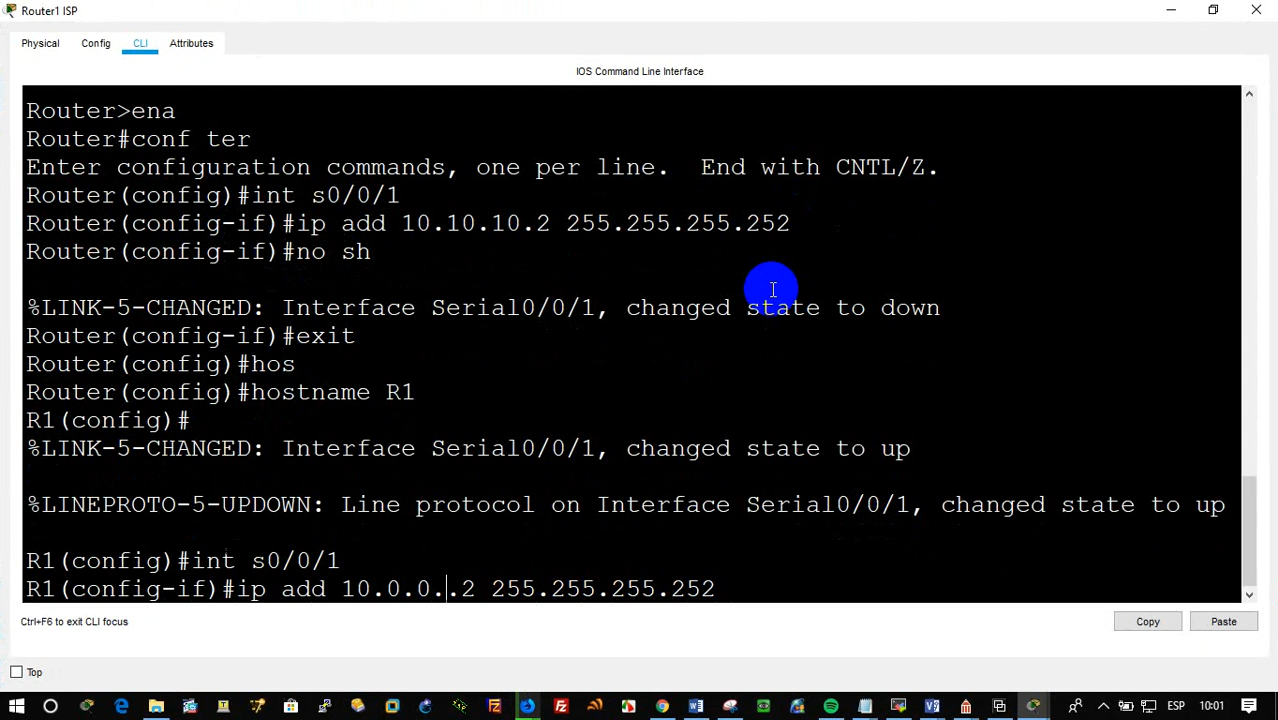 Router1 ISP
Physical Config CLI Attributes
IOS Command Line Interface
Router>ena
Router#conf ter
Enter configuration commands, one per line.  End with CNTL/Z.
Router(config)#int s0/0/1
Router(config-if)#ip add 10.10.10.2 255.255.255.252
Router(config-if)#no sh
%LINK-5-CHANGED: Interface Serial0/0/1, changed state to down
Router(config-if)#exit
Router(config)#hos
Router(config)#hostname R1
R1(config)#
%LINK-5-CHANGED: Interface Serial0/0/1, changed state to up
%LINEPROTO-5-UPDOWN: Line protocol on Interface Serial0/0/1, changed state to up
R1(config)#int s0/0/1
R1(config-if)#ip add 10.0.0..2 255.255.255.252
Ctrl+F6 to exit CLI focus
Copy Paste
Top
ESP 10:01